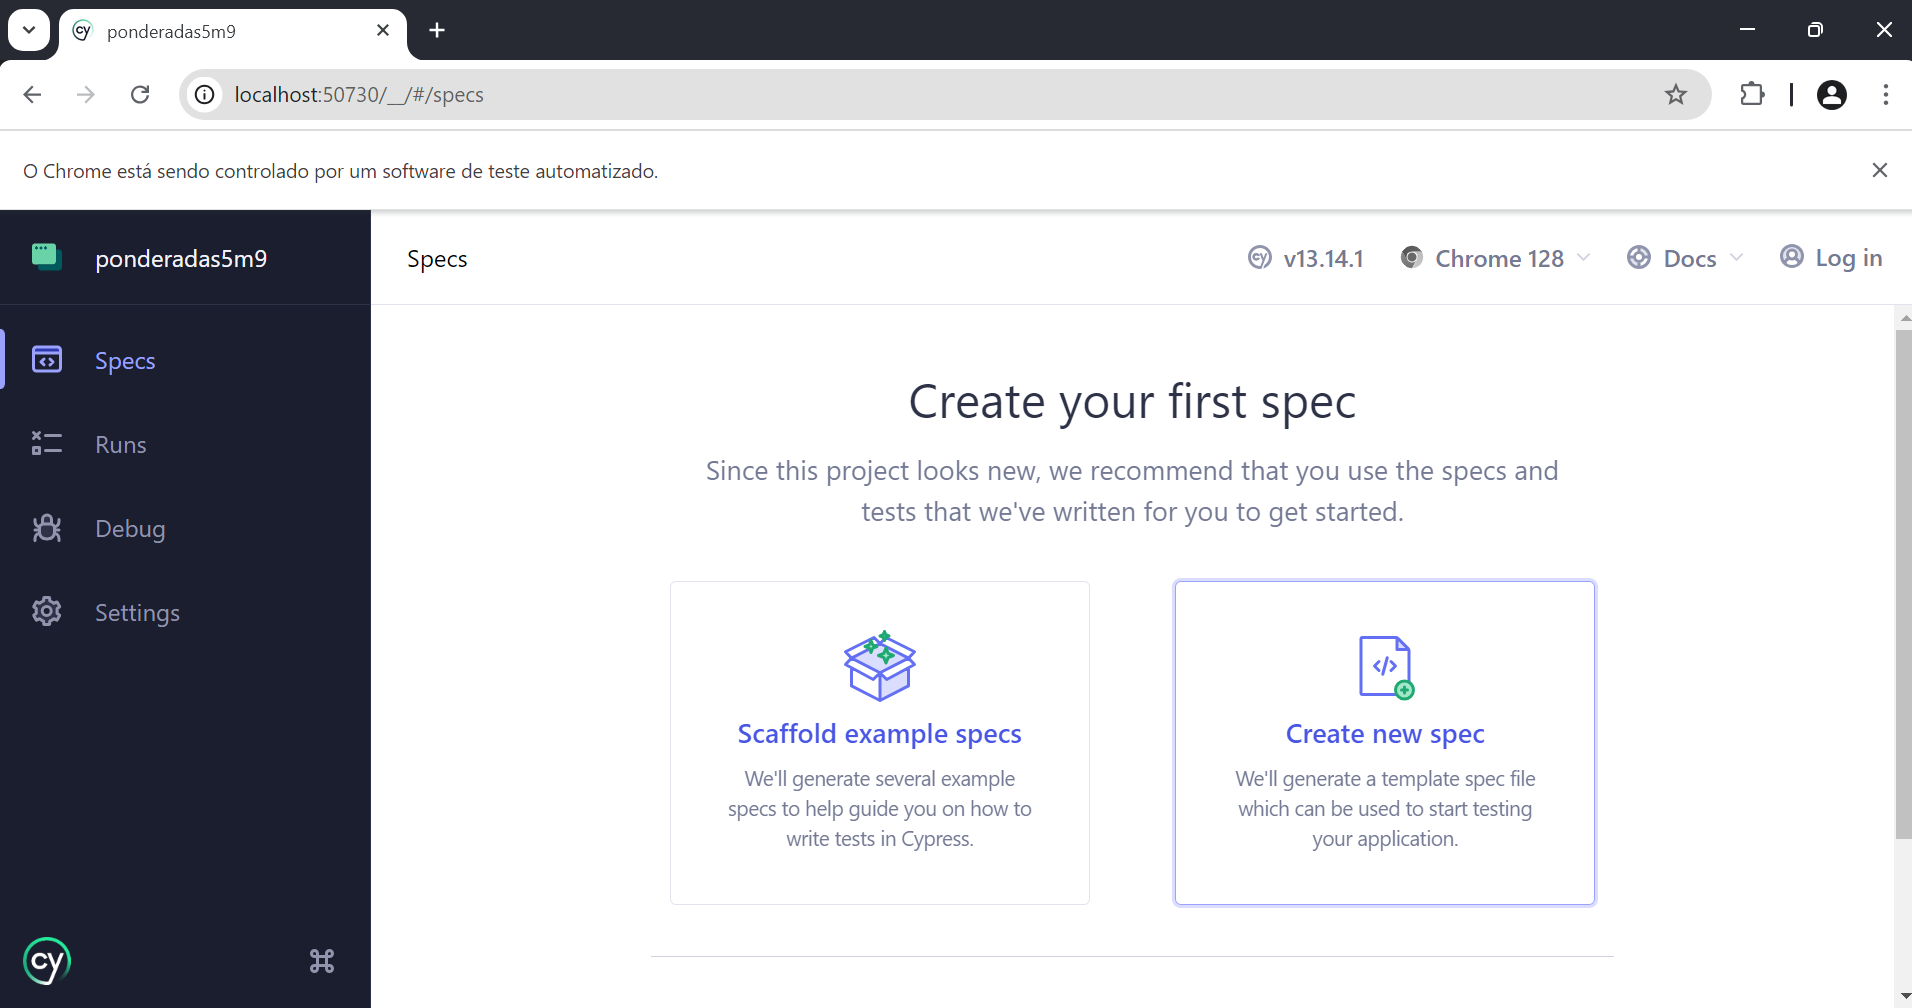 ponderadas5m9
localhost:50730/__/#/specs
O Chrome está sendo controlado por um software de teste automatizado.
ponderadas5m9
Specs
Runs
Debug
Settings
cy
Specs
v13.14.1
Chrome 128
Docs
Log in
Create your first spec
Since this project looks new, we recommend that you use the specs and
tests that we've written for you to get started.
Scaffold example specs
We'll generate several example
specs to help guide you on how to
write tests in Cypress.
Create new spec
We'll generate a template spec file
which can be used to start testing
your application.